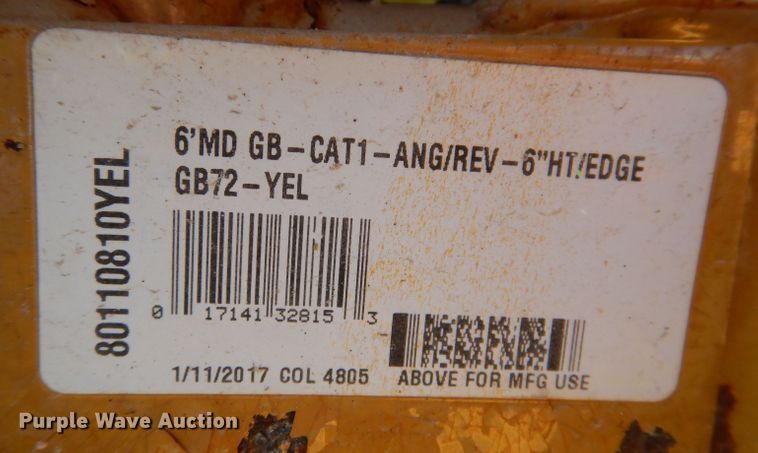 80110810YEL
6'MD GB-CAT1-ANG/REV-6"HT/EDGE
GB72-YEL
0 17141 32815 3
1/11/2017 COL 4805 ABOVE FOR MFG USE
Purple Wave Auction